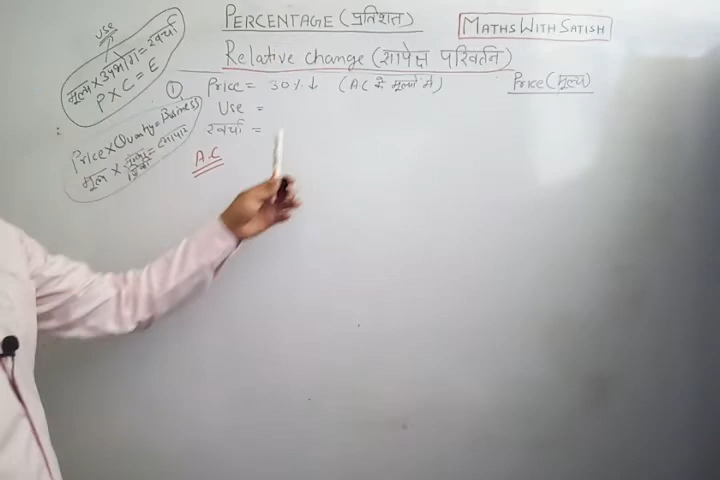 PERCENTAGE (प्रतिशत)
MATHS WITH SATISH
Relative change (सापेक्ष परिवर्तन)
use
मूल्य × उपभोग = खर्चा
P × C = E
Price × Quanty = Business
मूल्य × = व्यापार
① Price = 30% ↓ (AC के मूल्यों में)
Price (मूल्य)
Use =
खर्चा =
A.C